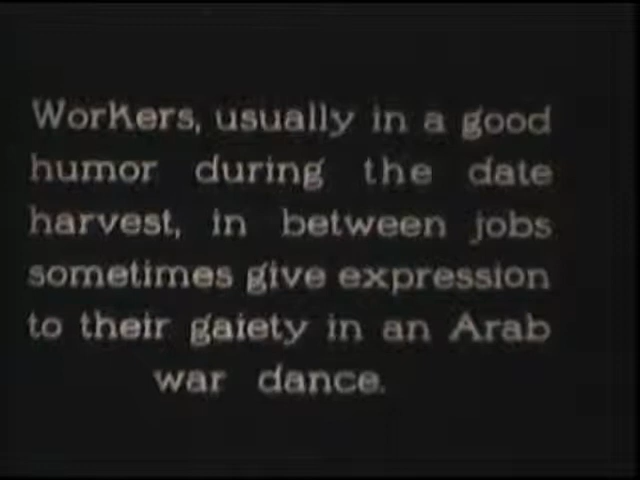 Workers, usually in a good
humor during the date
harvest, in between jobs
sometimes give expression
to their gaiety in an Arab
war dance.